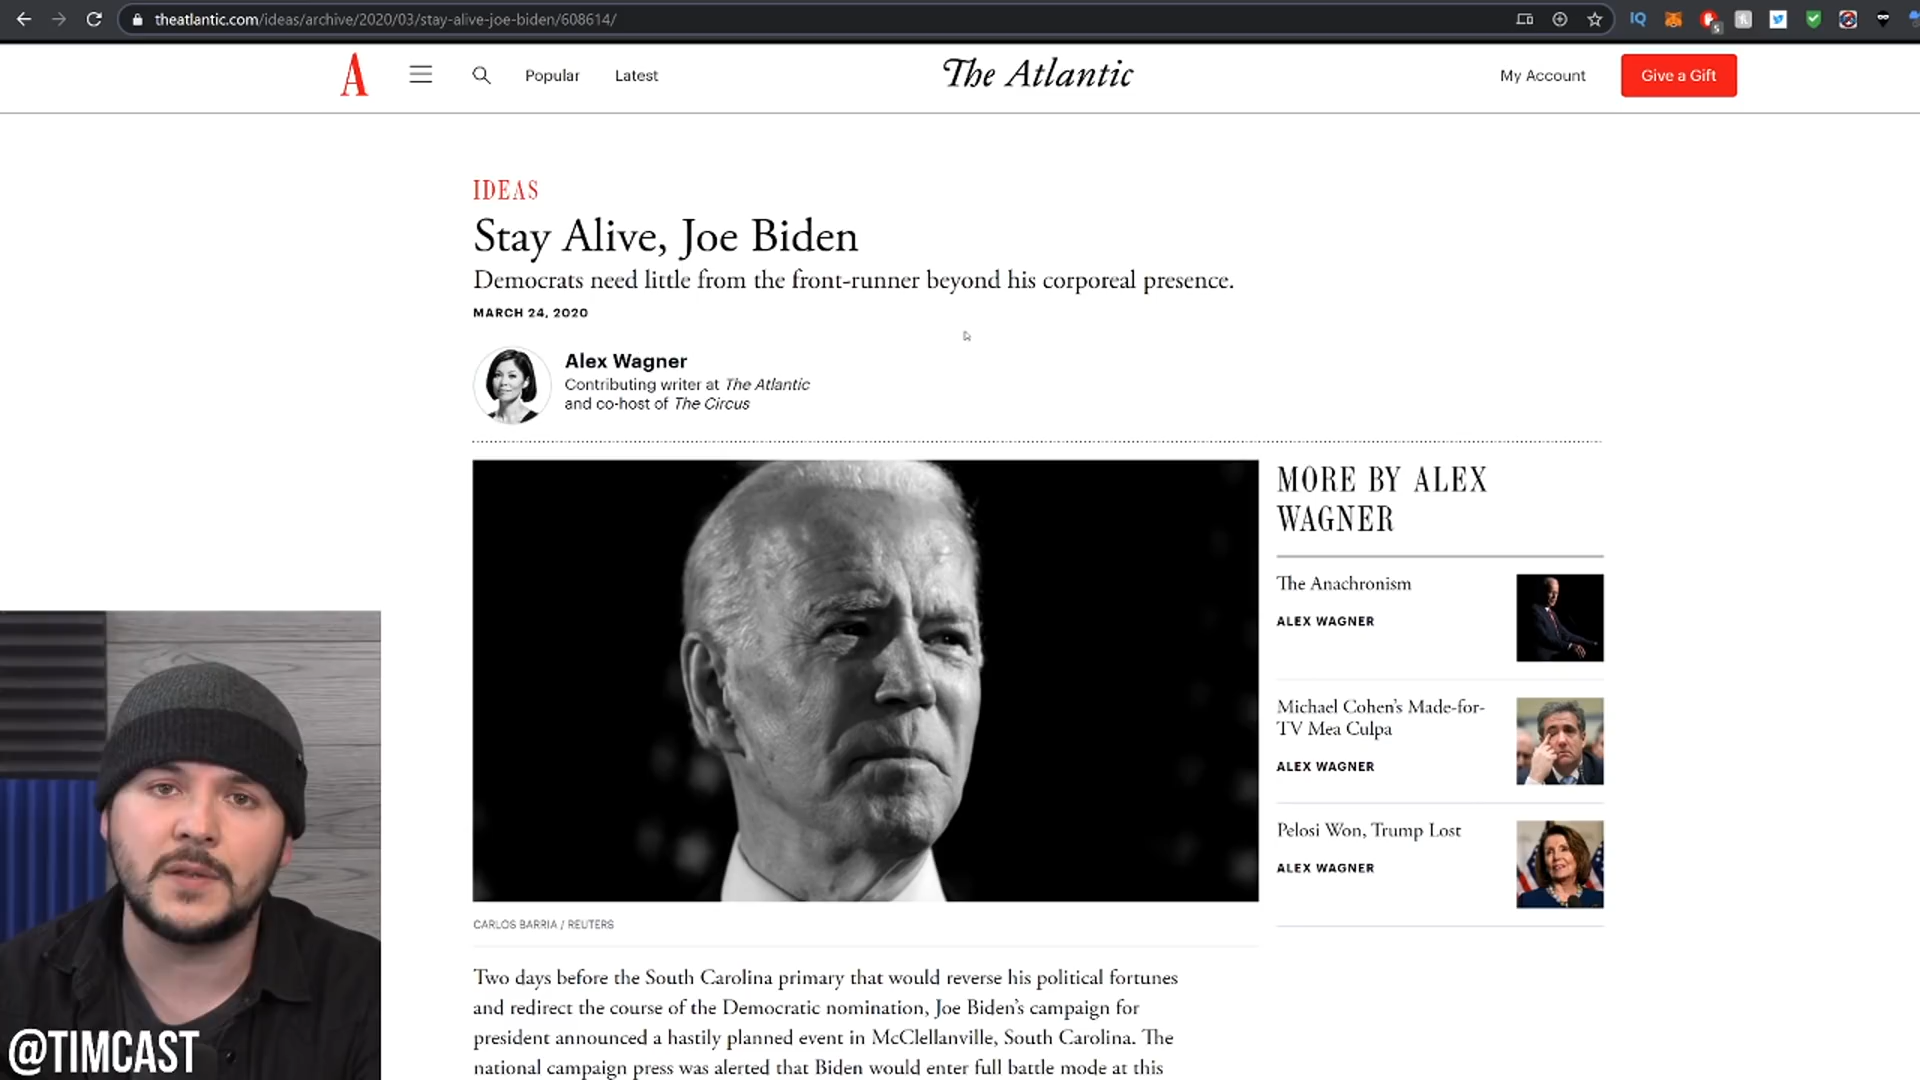 theatlantic.com/ideas/archive/2020/03/stay-alive-joe-biden/608614/
IQ
5
A
Popular
Latest
The Atlantic
My Account
Give a Gift
IDEAS
Stay Alive, Joe Biden
Democrats need little from the front-runner beyond his corporeal presence.
MARCH 24, 2020
Alex Wagner
Contributing writer at The Atlantic
and co-host of The Circus
MORE BY ALEX
WAGNER
The Anachronism
ALEX WAGNER
Michael Cohen's Made-for-
TV Mea Culpa
ALEX WAGNER
Pelosi Won, Trump Lost
ALEX WAGNER
CARLOS BARRIA / REUTERS
Two days before the South Carolina primary that would reverse his political fortunes
and redirect the course of the Democratic nomination, Joe Biden's campaign for
president announced a hastily planned event in McClellanville, South Carolina. The
national campaign press was alerted that Biden would enter full battle mode at this
@TIMCAST